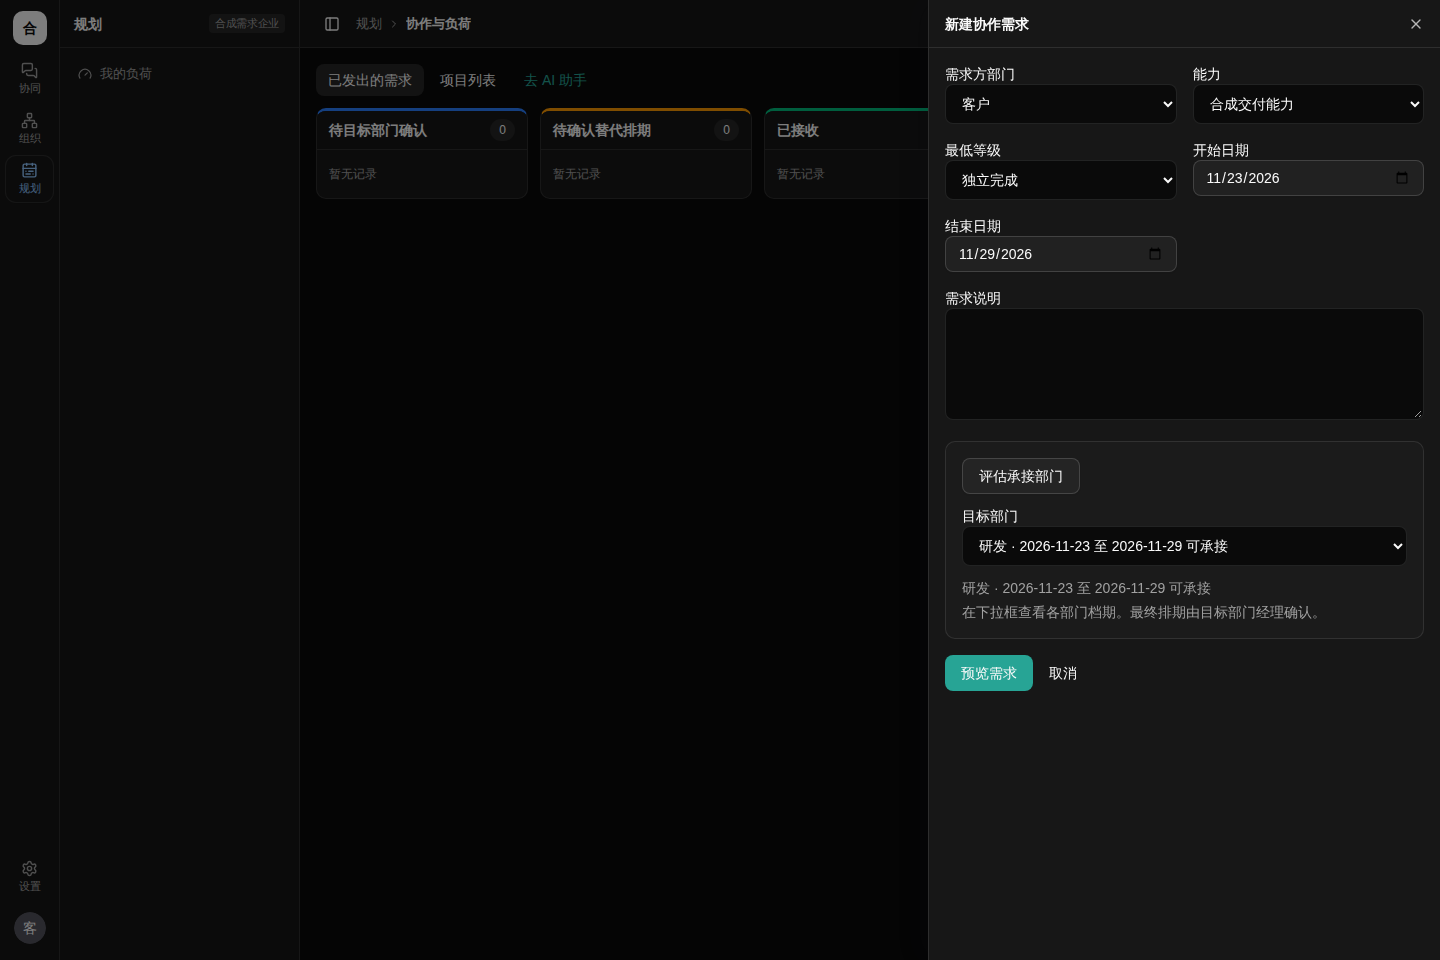 合
协同
组织
规划
设置
客
规划
合成需求企业
我的负荷
规划 › 协作与负荷
已发出的需求
项目列表
去 AI 助手
待目标部门确认
0
暂无记录
待确认替代排期
0
暂无记录
已接收
暂无记录
新建协作需求
需求方部门
客户
能力
合成交付能力
最低等级
独立完成
开始日期
11/23/2026
结束日期
11/29/2026
需求说明
评估承接部门
目标部门
研发 · 2026-11-23 至 2026-11-29 可承接
研发 · 2026-11-23 至 2026-11-29 可承接
在下拉框查看各部门档期。最终排期由目标部门经理确认。
预览需求
取消